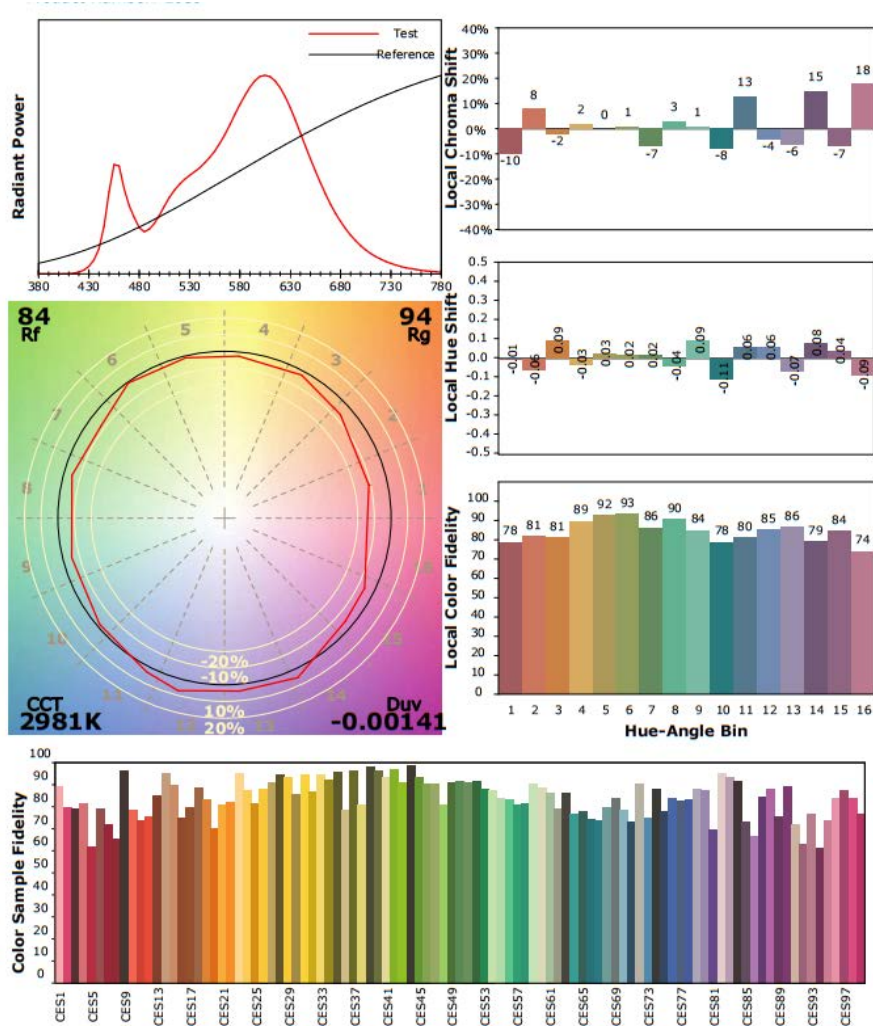 Test
Reference
Radiant Power
380 430 480 530 580 630 680 730 780
40%
30%
20%
10%
0%
-10%
-20%
-30%
-40%
Local Chroma Shift
-10 8 -2 2 0 1 -7 3 1 -8 13 -4 -6 15 -7 18
0.5
0.4
0.3
0.2
0.1
0.0
-0.1
-0.2
-0.3
-0.4
-0.5
Local Hue Shift
-0.01 -0.06 0.09 -0.03 0.03 0.02 0.02 -0.04 0.09 -0.11 0.06 0.06 -0.07 0.08 0.04 -0.09
84
Rf
94
Rg
1 2 3 4 5 6 7 8 9 10 11 12 13 14 15 16
-20%
-10%
10%
20%
CCT
2981K
Duv
-0.00141
100
90
80
70
60
50
40
30
20
10
0
Local Color Fidelity
78 81 81 89 92 93 86 90 84 78 80 85 86 79 84 74
1 2 3 4 5 6 7 8 9 10 11 12 13 14 15 16
Hue-Angle Bin
100
90
80
70
60
50
40
30
20
10
0
Color Sample Fidelity
CES1 CES5 CES9 CES13 CES17 CES21 CES25 CES29 CES33 CES37 CES41 CES45 CES49 CES53 CES57 CES61 CES65 CES69 CES73 CES77 CES81 CES85 CES89 CES93 CES97